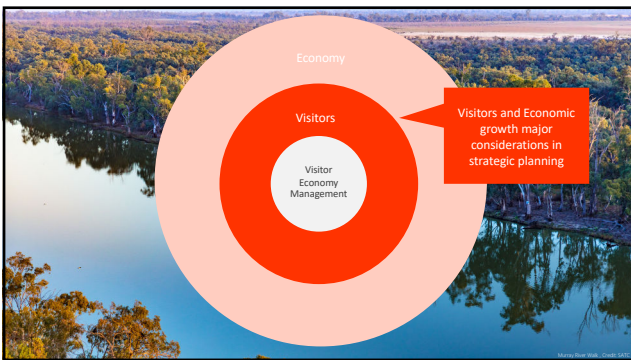 Economy
Visitors
Visitor
Economy
Management
Visitors and Economic
growth major
considerations in
strategic planning
Murray River Walk , Credit SATC